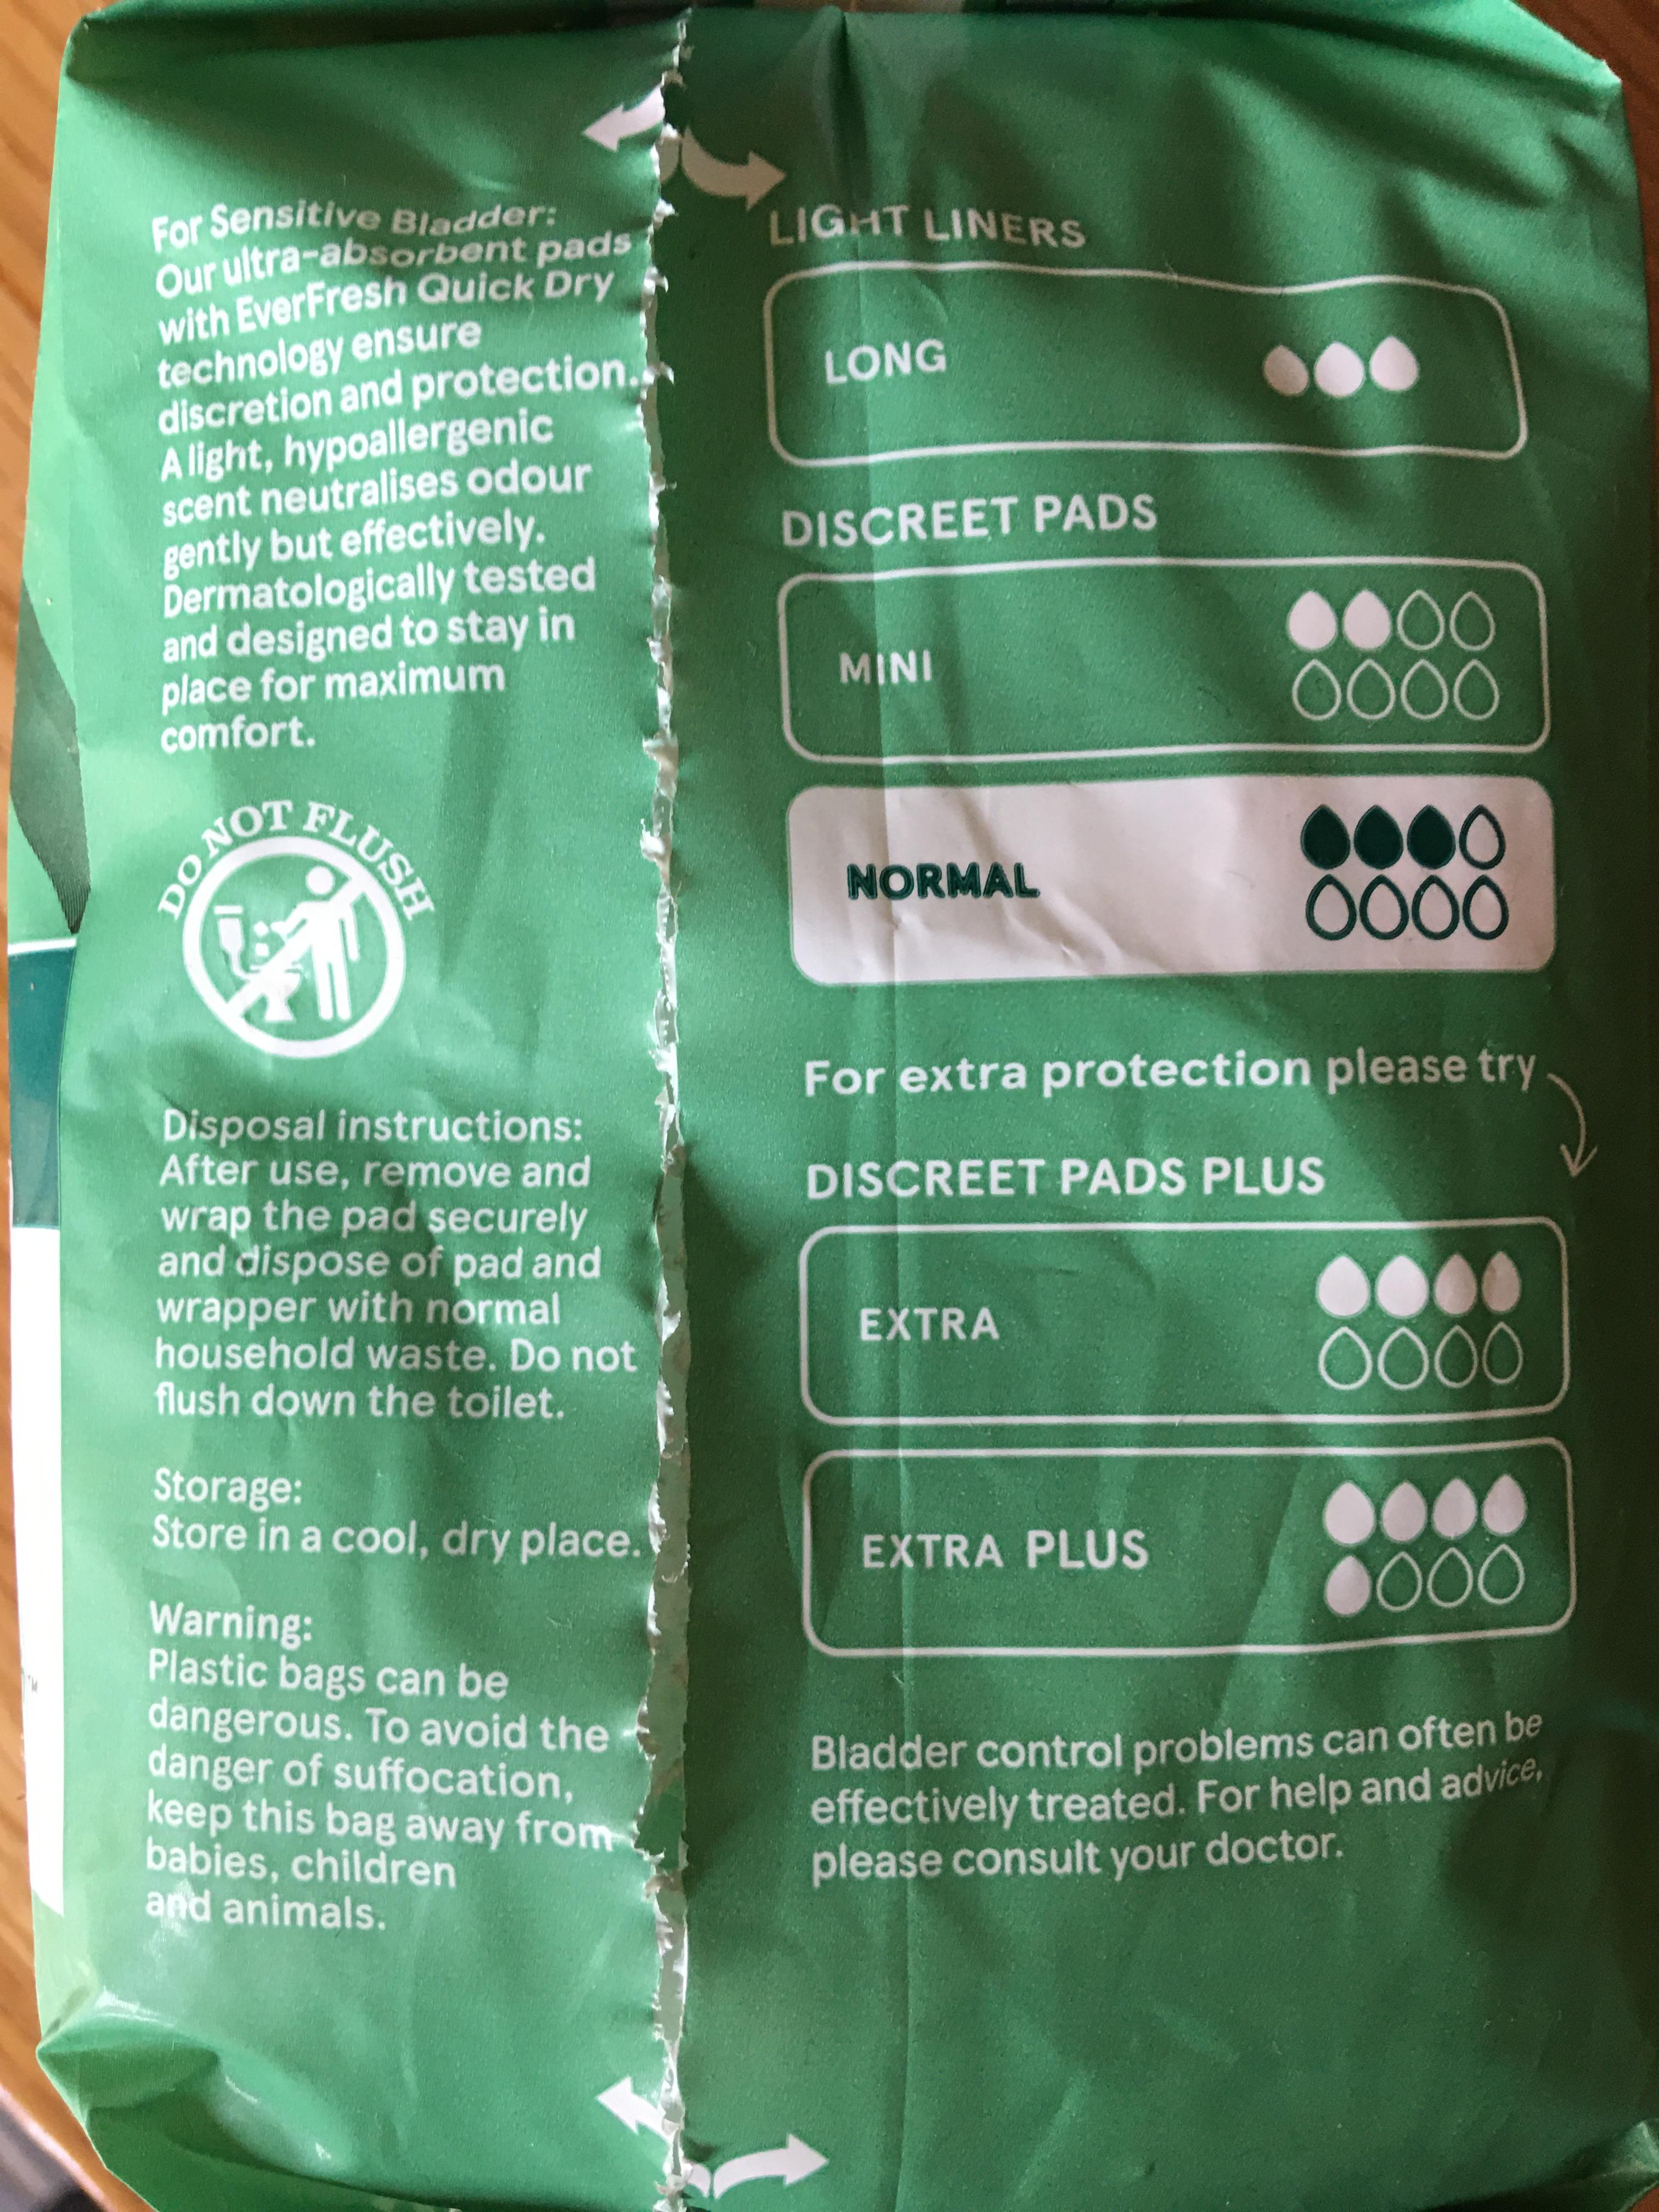 For Sensitive Bladder:
Our ultra-absorbent pads
with EverFresh Quick Dry
technology ensure
discretion and protection.
A light, hypoallergenic
scent neutralises odour
gently but effectively.
Dermatologically tested
and designed to stay in
place for maximum
comfort.
DO NOT FLUSH
Disposal instructions:
After use, remove and
wrap the pad securely
and dispose of pad and
wrapper with normal
household waste. Do not
flush down the toilet.
Storage:
Store in a cool, dry place.
Warning:
Plastic bags can be
dangerous. To avoid the
danger of suffocation,
keep this bag away from
babies, children
and animals.
LIGHT LINERS
LONG
DISCREET PADS
MINI
NORMAL
For extra protection please try
DISCREET PADS PLUS
EXTRA
EXTRA PLUS
Bladder control problems can often be
effectively treated. For help and advice,
please consult your doctor.
TM